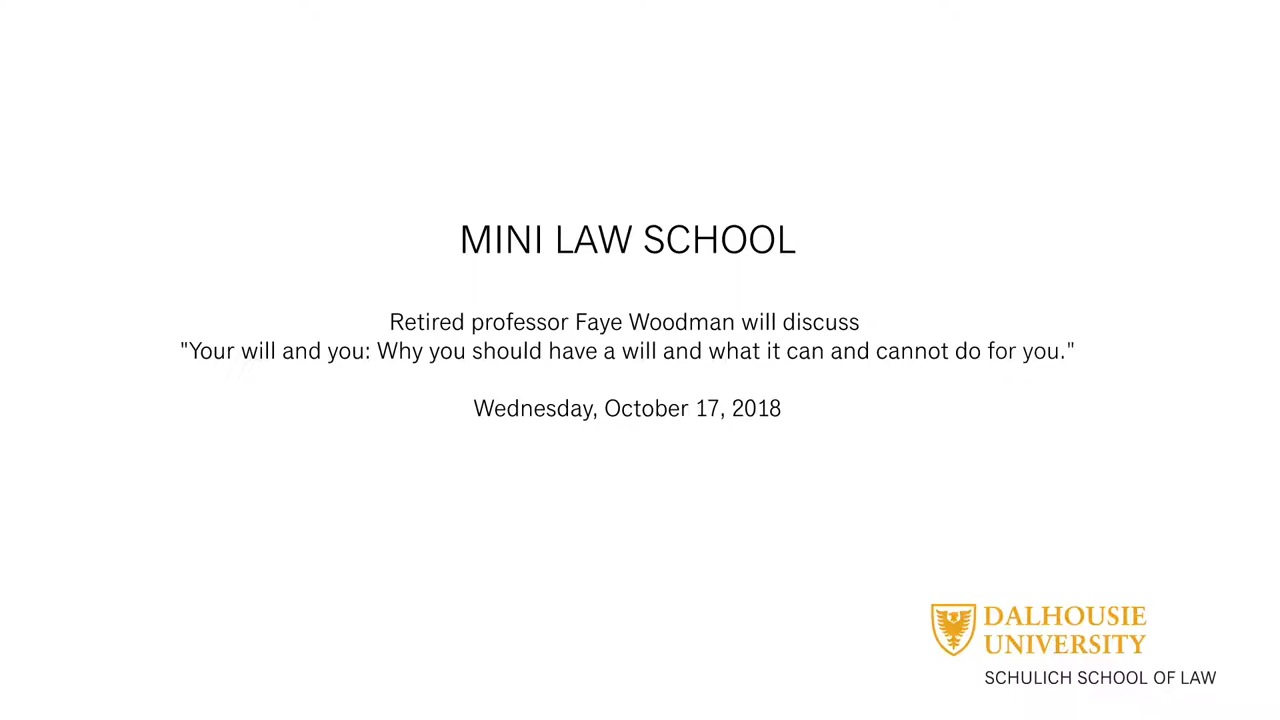 MINI LAW SCHOOL
Retired professor Faye Woodman will discuss
"Your will and you: Why you should have a will and what it can and cannot do for you."
Wednesday, October 17, 2018
DALHOUSIE
UNIVERSITY
SCHULICH SCHOOL OF LAW